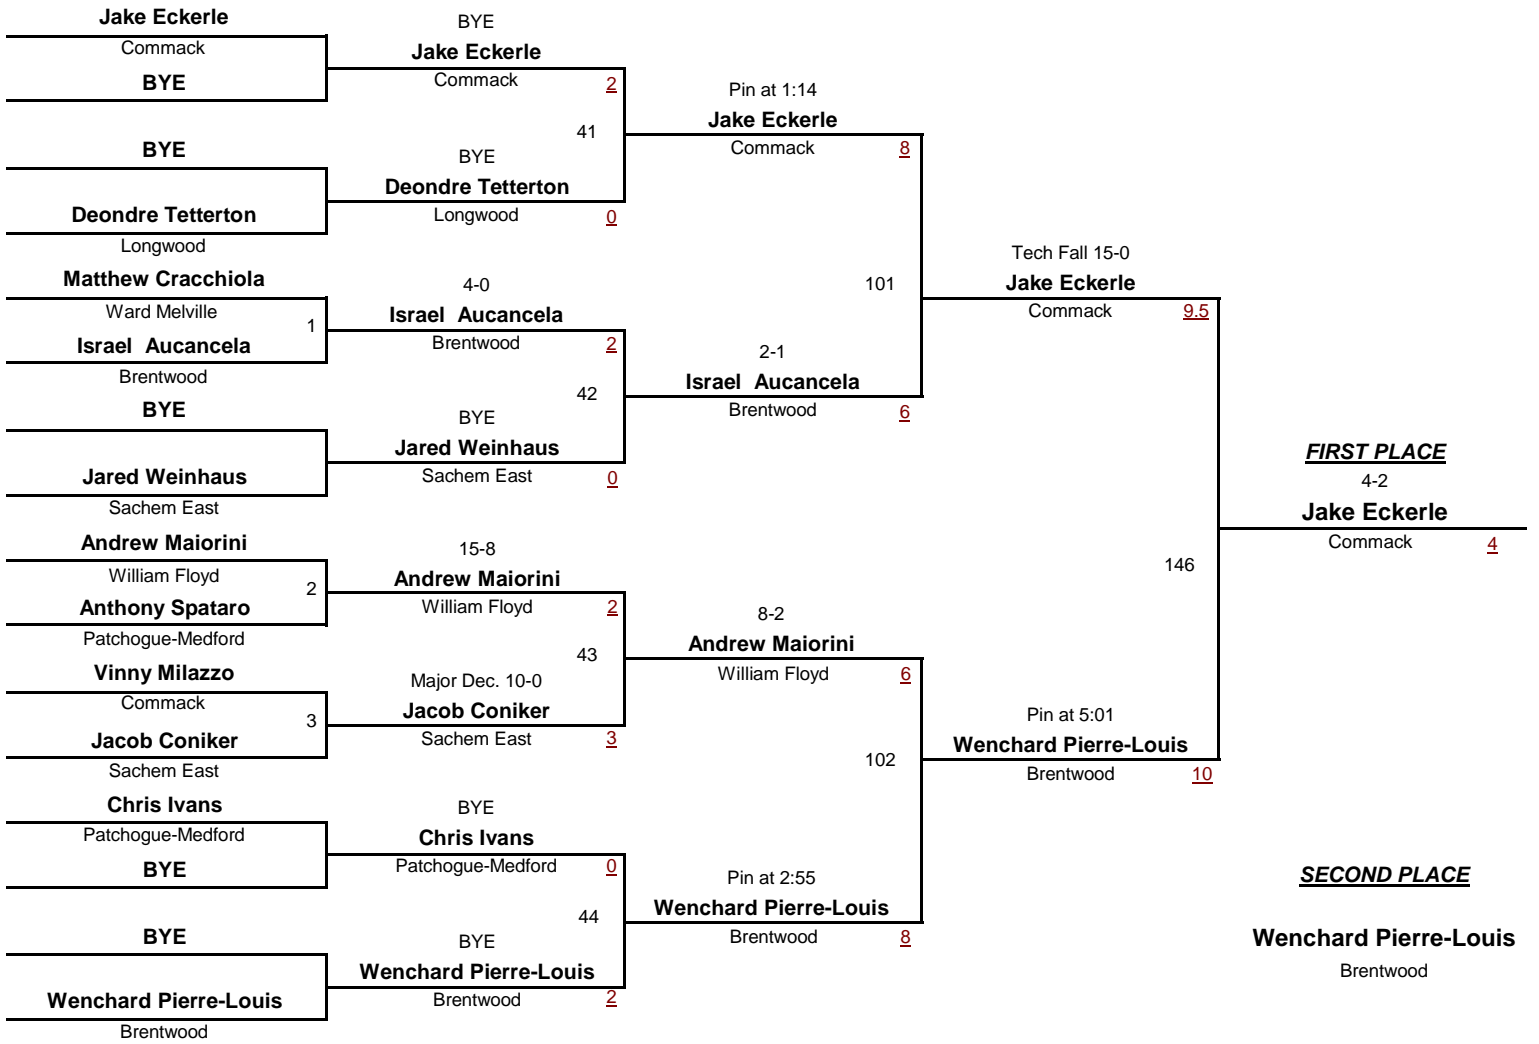 Jake Eckerle
Commack
BYE
BYE
Deondre Tetterton
Longwood
Matthew Cracchiola
Ward Melville
1
Israel  Aucancela
Brentwood
BYE
Jared Weinhaus
Sachem East
Andrew Maiorini
William Floyd
2
Anthony Spataro
Patchogue-Medford
Vinny Milazzo
Commack
3
Jacob Coniker
Sachem East
Chris Ivans
Patchogue-Medford
BYE
BYE
Wenchard Pierre-Louis
Brentwood
BYE
Jake Eckerle
Commack 2
41
BYE
Deondre Tetterton
Longwood 0
4-0
Israel  Aucancela
Brentwood 2
42
BYE
Jared Weinhaus
Sachem East 0
15-8
Andrew Maiorini
William Floyd 2
43
Major Dec. 10-0
Jacob Coniker
Sachem East 3
BYE
Chris Ivans
Patchogue-Medford 0
44
BYE
Wenchard Pierre-Louis
Brentwood 2
Pin at 1:14
Jake Eckerle
Commack 8
101
2-1
Israel  Aucancela
Brentwood 6
8-2
Andrew Maiorini
William Floyd 6
102
Pin at 2:55
Wenchard Pierre-Louis
Brentwood 8
Tech Fall 15-0
Jake Eckerle
Commack 9.5
146
Pin at 5:01
Wenchard Pierre-Louis
Brentwood 10
FIRST PLACE
4-2
Jake Eckerle
Commack 4
SECOND PLACE
Wenchard Pierre-Louis
Brentwood